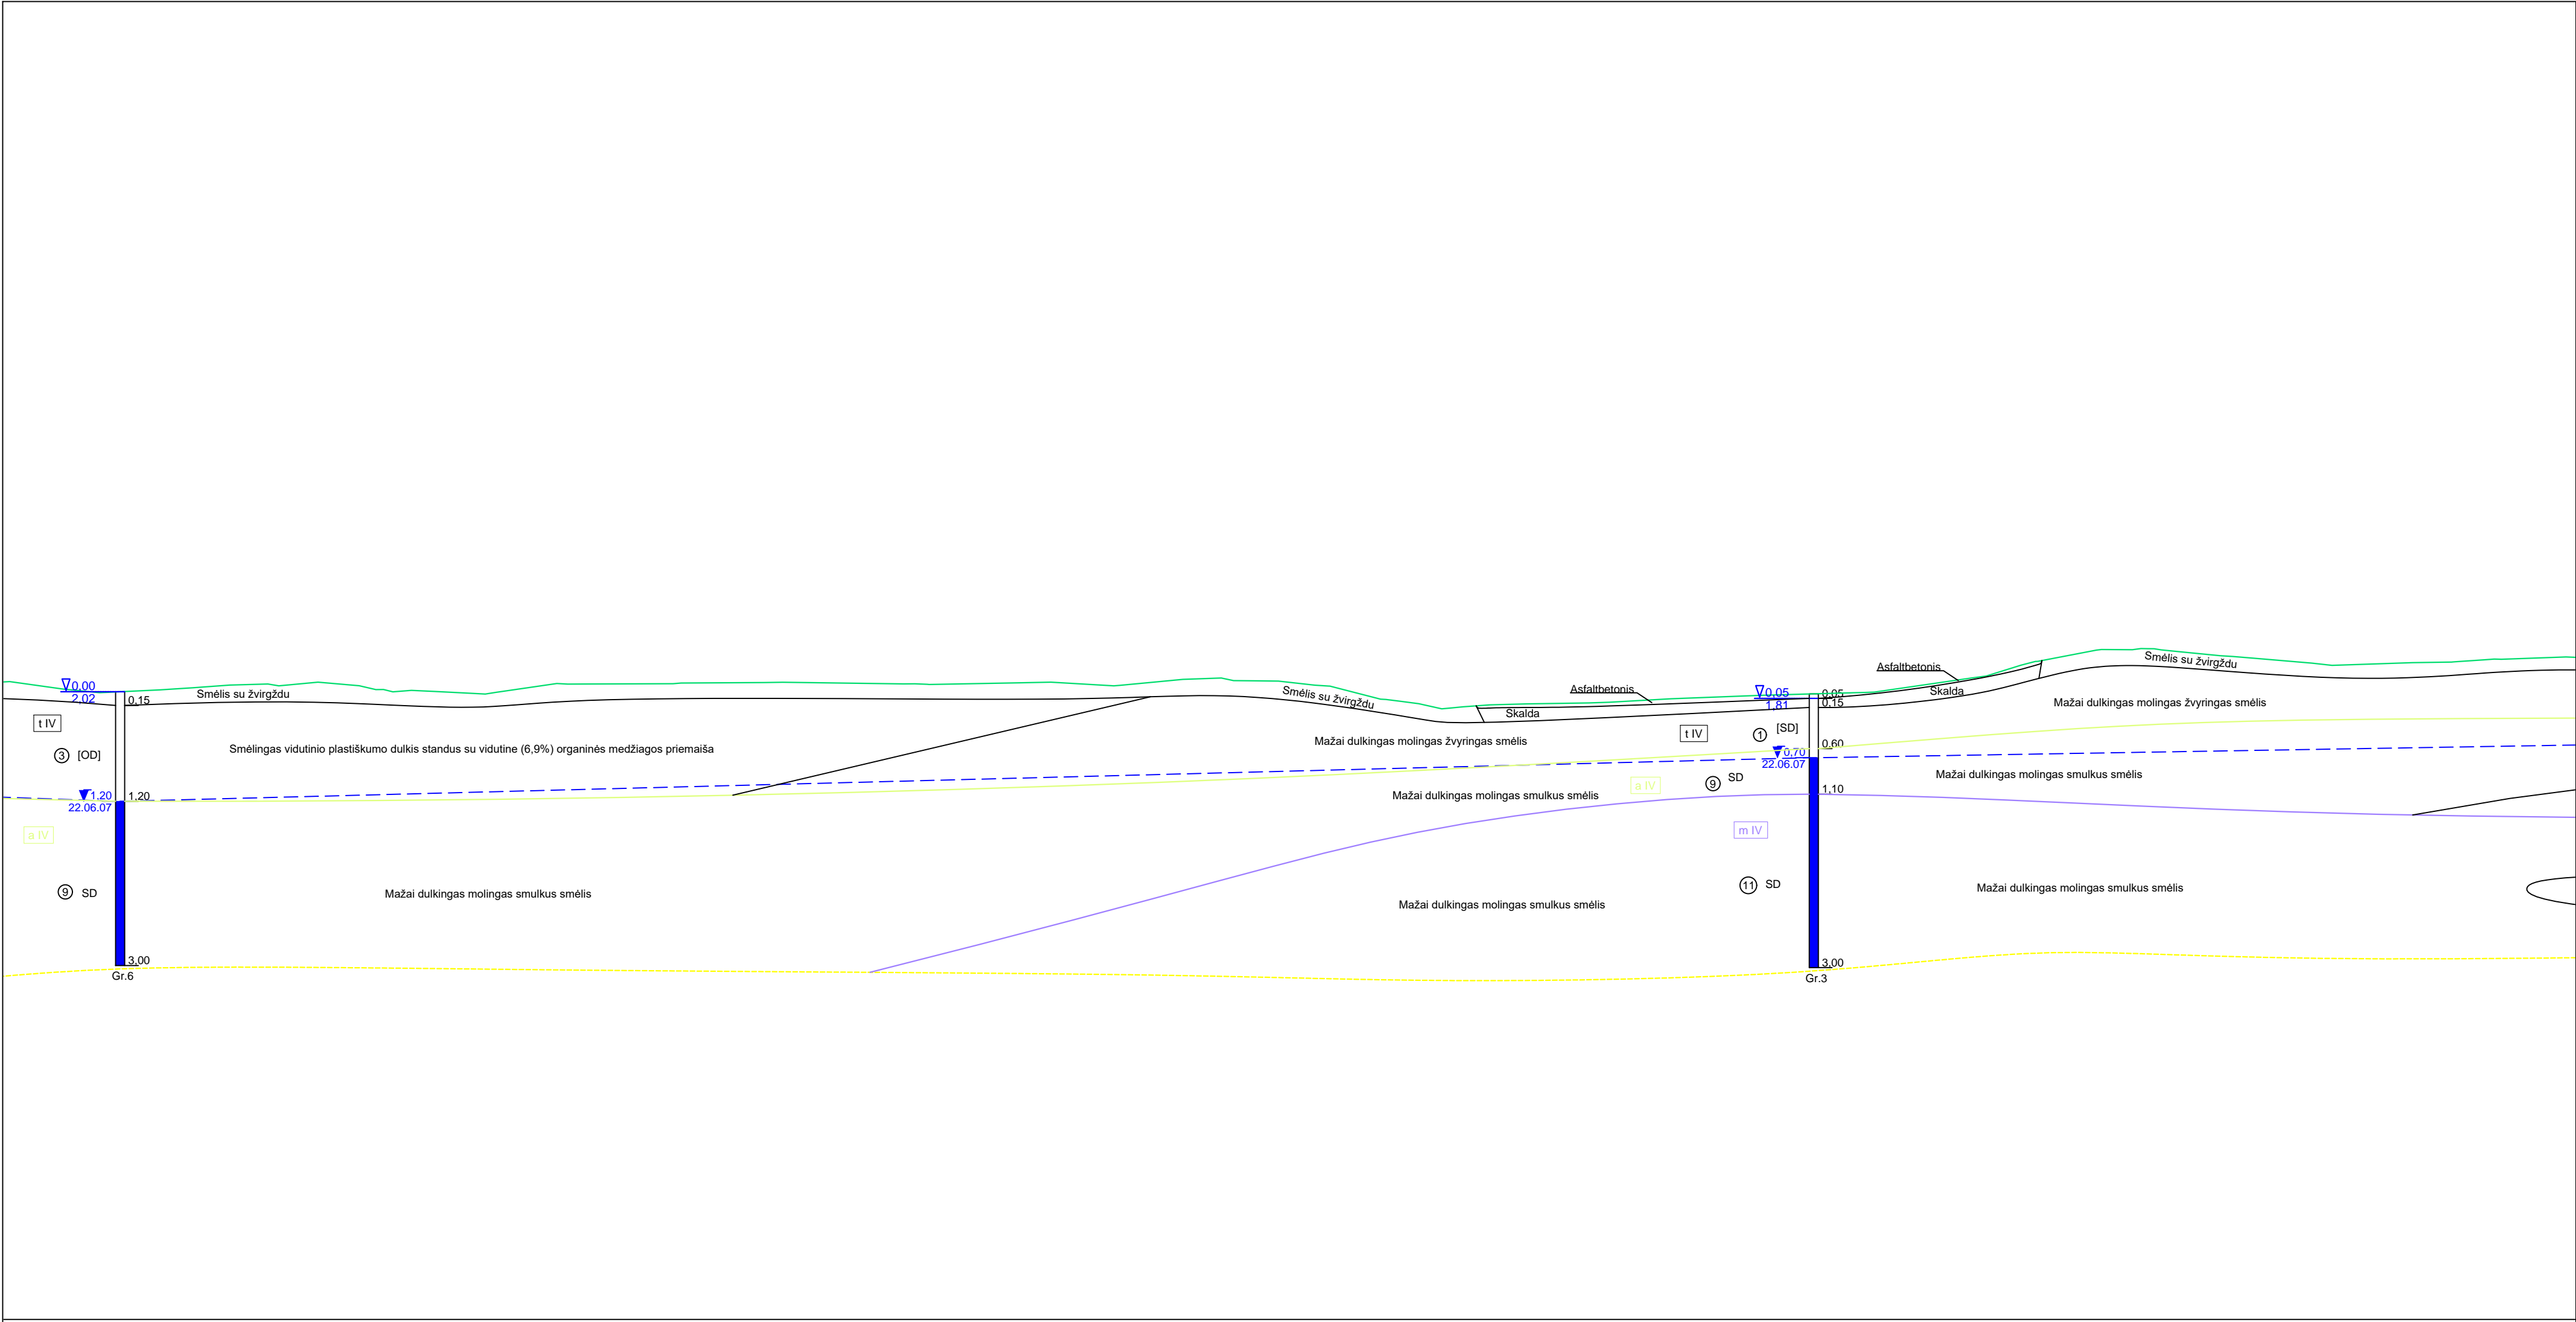 0,00
2,02
0,15
Smėlis su žvirgždu
t IV
3
[OD]
Smėlingas vidutinio plastiškumo dulkis standus su vidutine (6,9%) organinės medžiagos priemaiša
1,20
22.06.07
1,20
a IV
9
SD
Mažai dulkingas molingas smulkus smėlis
3,00
Gr.6
Smėlis su žvirgždu
Skalda
Asfaltbetonis
Mažai dulkingas molingas žvyringas smėlis
t IV
1
[SD]
0,05
1,81
0,05
0,15
0,60
0,70
22.06.07
a IV
9
SD
Mažai dulkingas molingas smulkus smėlis
1,10
m IV
11
SD
Mažai dulkingas molingas smulkus smėlis
3,00
Gr.3
Asfaltbetonis
Skalda
Smėlis su žvirgždu
Mažai dulkingas molingas žvyringas smėlis
Mažai dulkingas molingas smulkus smėlis
Mažai dulkingas molingas smulkus smėlis